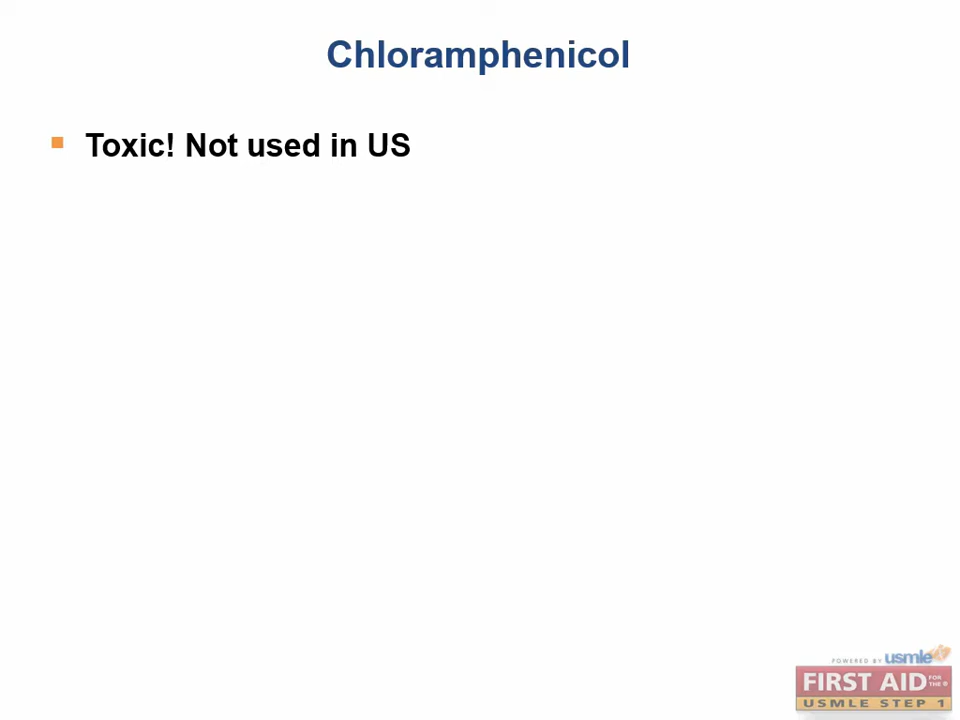 Chloramphenicol
Toxic! Not used in US
POWERED BY usmle
FIRST AID FOR THE ®
USMLE STEP 1